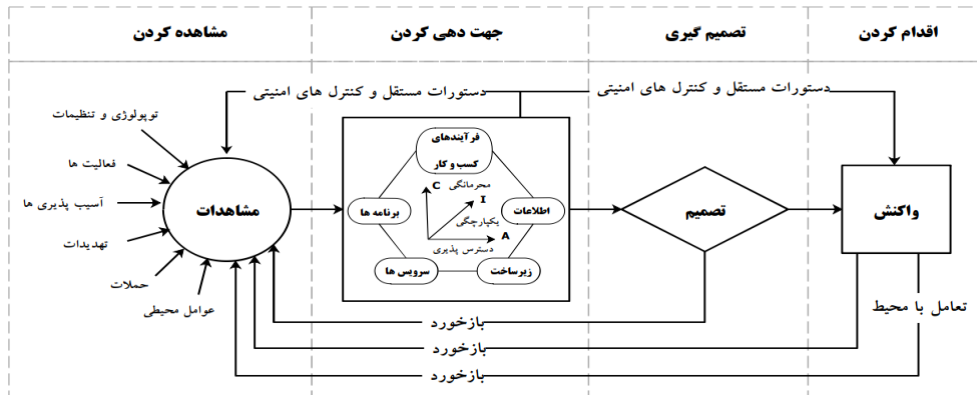 مشاهده کردن
جهت دهی کردن
تصمیم گیری
اقدام کردن
دستورات مستقل و کنترل های امنیتی
دستورات مستقل و کنترل های امنیتی
توپولوژی و تنظیمات
فعالیت ها
آسیب پذیری ها
تهدیدات
حملات
عوامل محیطی
مشاهدات
فرآیندهای
کسب و کار
برنامه ها
اطلاعات
سرویس ها
زیرساخت
C
محرمانگی
I
یکپارچگی
A
دسترس پذیری
تصمیم
واکنش
تعامل با محیط
بازخورد
بازخورد
بازخورد